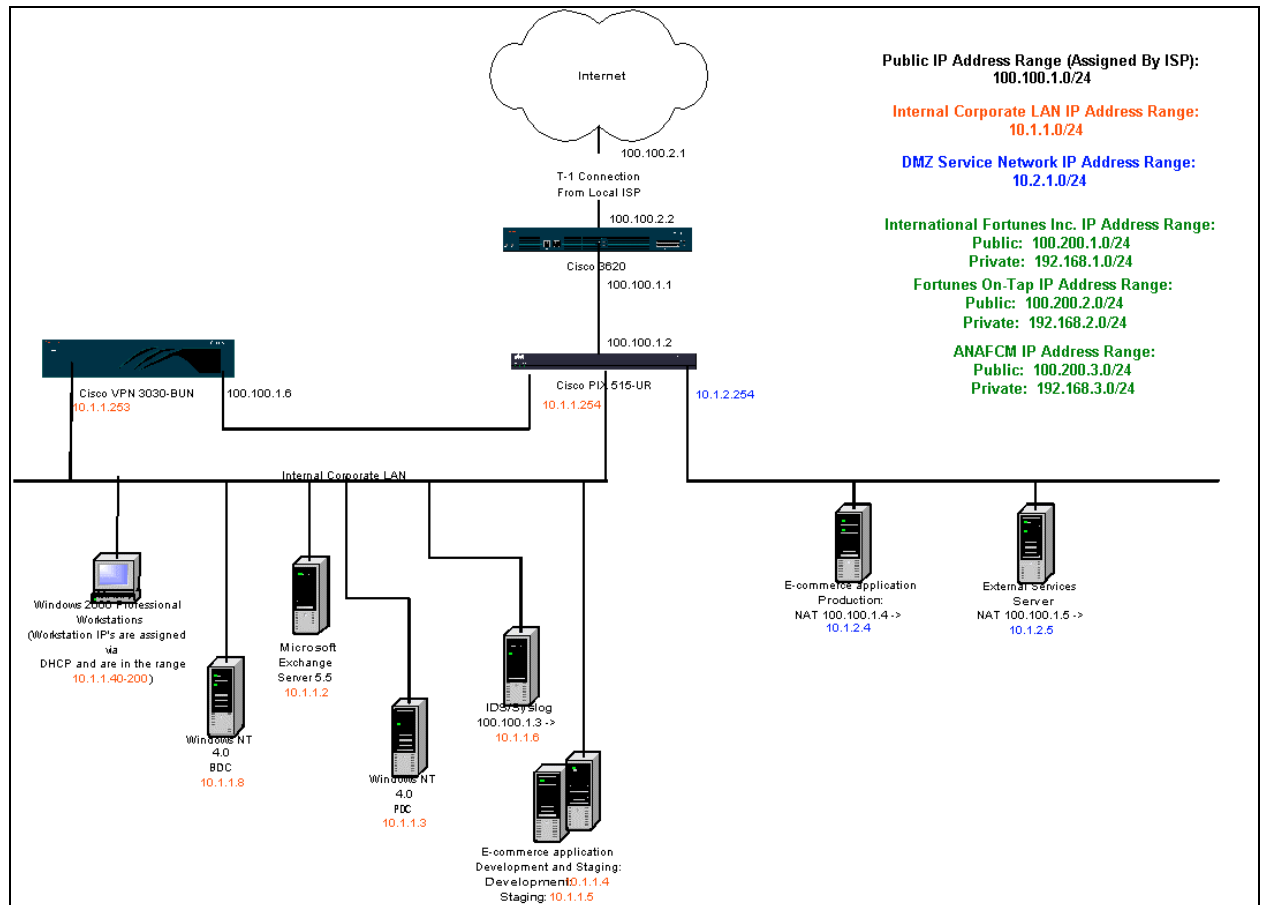 Internet
100.100.2.1
T-1 Connection
From Local ISP
100.100.2.2
Cisco 3620
100.100.1.1
100.100.1.2
Cisco PIX 515-UR
10.1.1.254
10.1.2.254
Cisco VPN 3030-BUN
10.1.1.253
100.100.1.6
Public IP Address Range (Assigned By ISP):
100.100.1.0/24
Internal Corporate LAN IP Address Range:
10.1.1.0/24
DMZ Service Network IP Address Range:
10.2.1.0/24
International Fortunes Inc. IP Address Range:
Public: 100.200.1.0/24
Private: 192.168.1.0/24
Fortunes On-Tap IP Address Range:
Public: 100.200.2.0/24
Private: 192.168.2.0/24
ANAFCM IP Address Range:
Public: 100.200.3.0/24
Private: 192.168.3.0/24
Internal Corporate LAN
Windows 2000 Professional
Workstations
(Workstation IP's are assigned
via
DHCP and are in the range
10.1.1.40-200)
Windows NT
4.0
BDC
10.1.1.8
Microsoft
Exchange
Server 5.5
10.1.1.2
Windows NT
4.0
PDC
10.1.1.3
IDS/Syslog
100.100.1.3 ->
10.1.1.6
E-commerce application
Development and Staging:
Development:10.1.1.4
Staging: 10.1.1.5
E-commerce application
Production:
NAT 100.100.1.4 ->
10.1.2.4
External Services
Server
NAT 100.100.1.5 ->
10.1.2.5